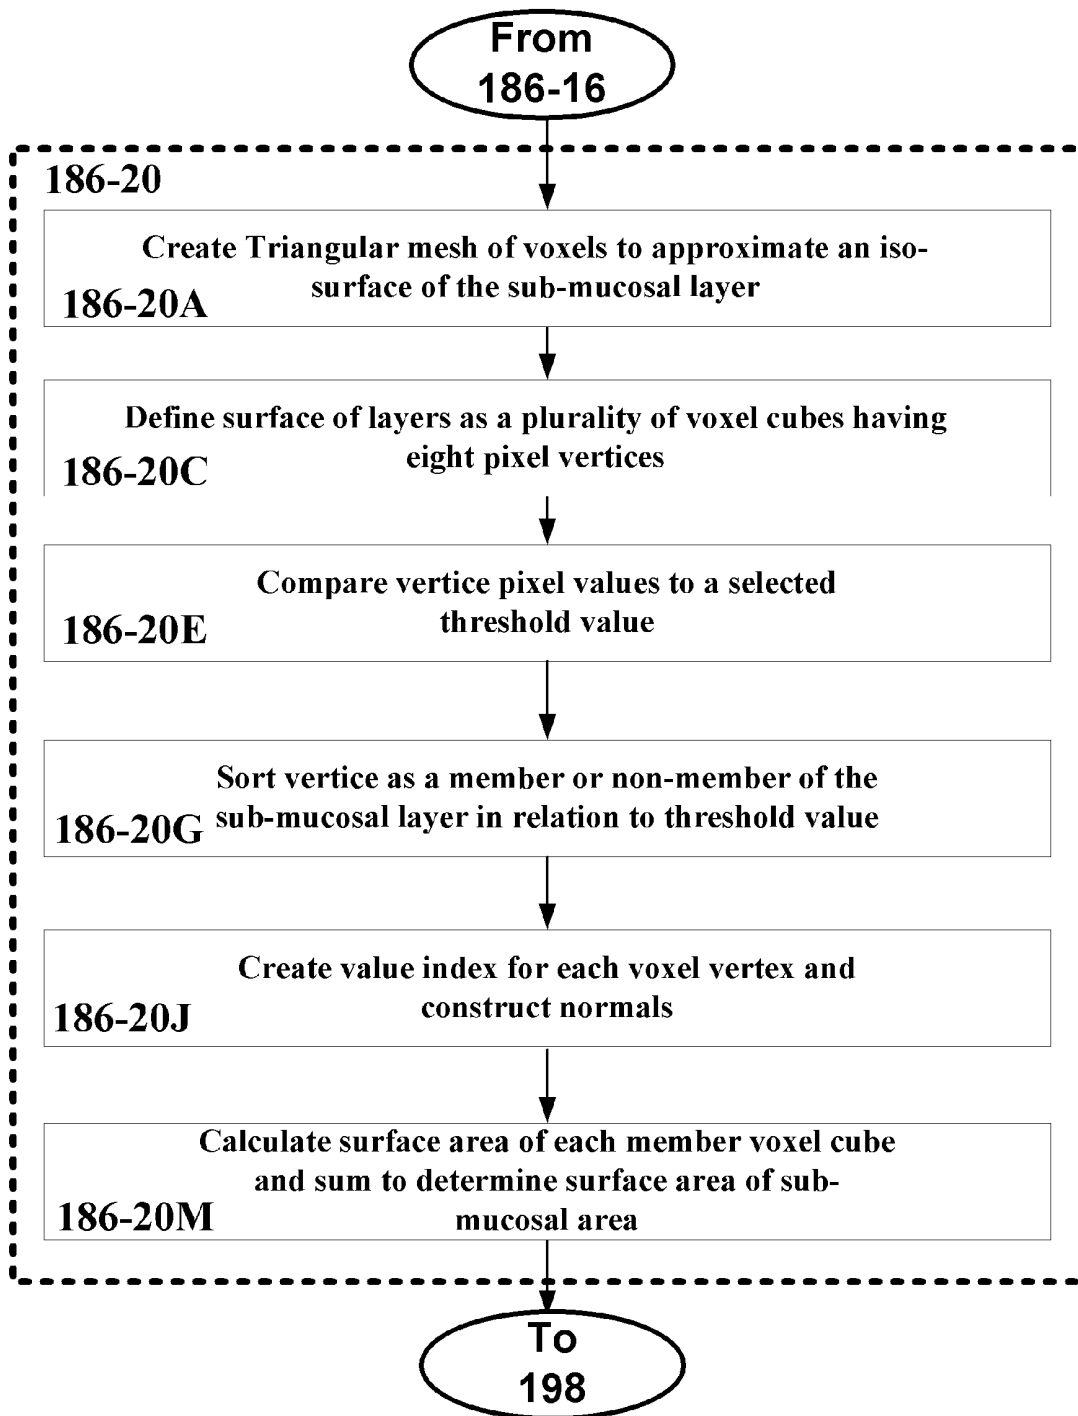 From
186-16
186-20
Create Triangular mesh of voxels to approximate an iso-
surface of the sub-mucosal layer
186-20A
Define surface of layers as a plurality of voxel cubes having
eight pixel vertices
186-20C
Compare vertice pixel values to a selected
threshold value
186-20E
Sort vertice as a member or non-member of the
sub-mucosal layer in relation to threshold value
186-20G
Create value index for each voxel vertex and
construct normals
186-20J
Calculate surface area of each member voxel cube
and sum to determine surface area of sub-
mucosal area
186-20M
To
198